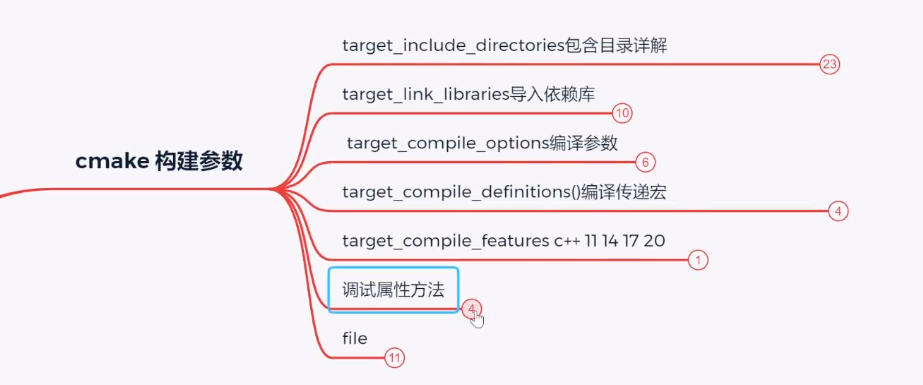 target_include_directories包含目录详解
23
target_link_libraries导入依赖库
10
target_compile_options编译参数
6
cmake 构建参数
target_compile_definitions()编译传递宏
4
target_compile_features c++ 11 14 17 20
1
调试属性方法
4
file
11